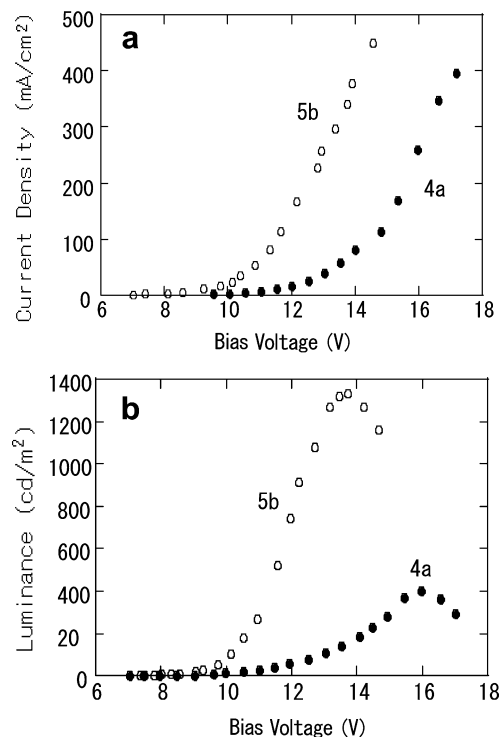 a
500
400
300
200
100
0
Current Density (mA/cm²)
5b
4a
6 8 10 12 14 16 18
Bias Voltage (V)
b
1400
1200
1000
800
600
400
20
0
Luminance (cd/m²)
5b
4a
6 8 10 12 14 16 18
Bias Voltage (V)